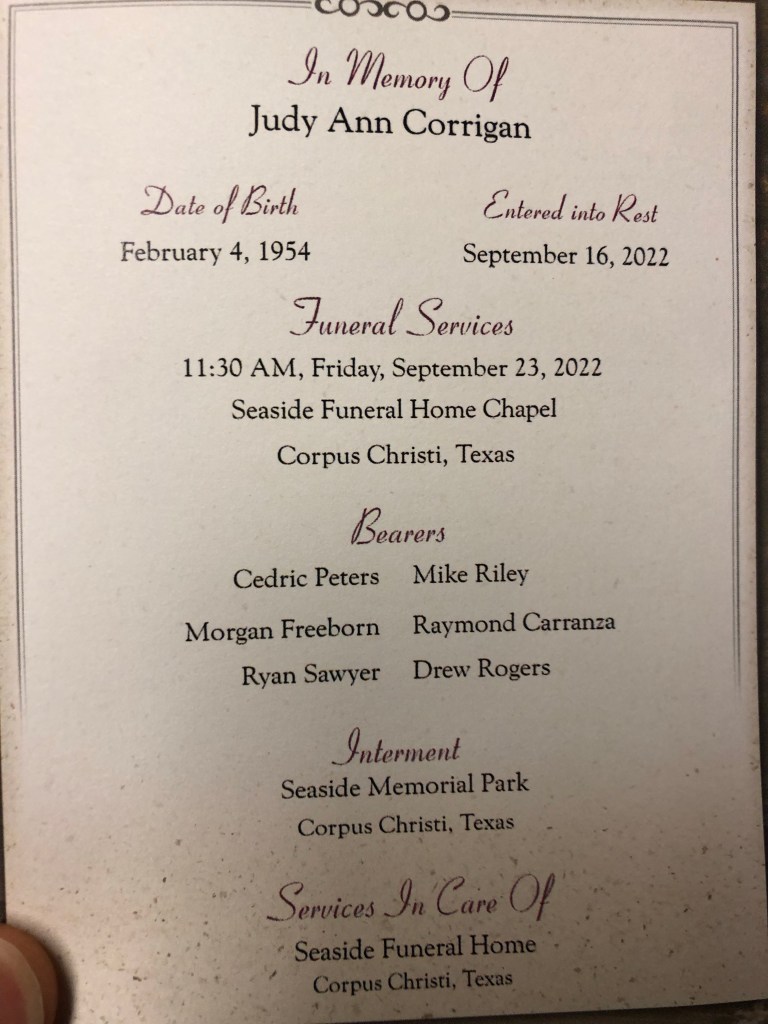 In Memory Of
Judy Ann Corrigan
Date of Birth
February 4, 1954
Entered into Rest
September 16, 2022
Funeral Services
11:30 AM, Friday, September 23, 2022
Seaside Funeral Home Chapel
Corpus Christi, Texas
Bearers
Cedric Peters Mike Riley
Morgan Freeborn Raymond Carranza
Ryan Sawyer Drew Rogers
Interment
Seaside Memorial Park
Corpus Christi, Texas
Services In Care Of
Seaside Funeral Home
Corpus Christi, Texas